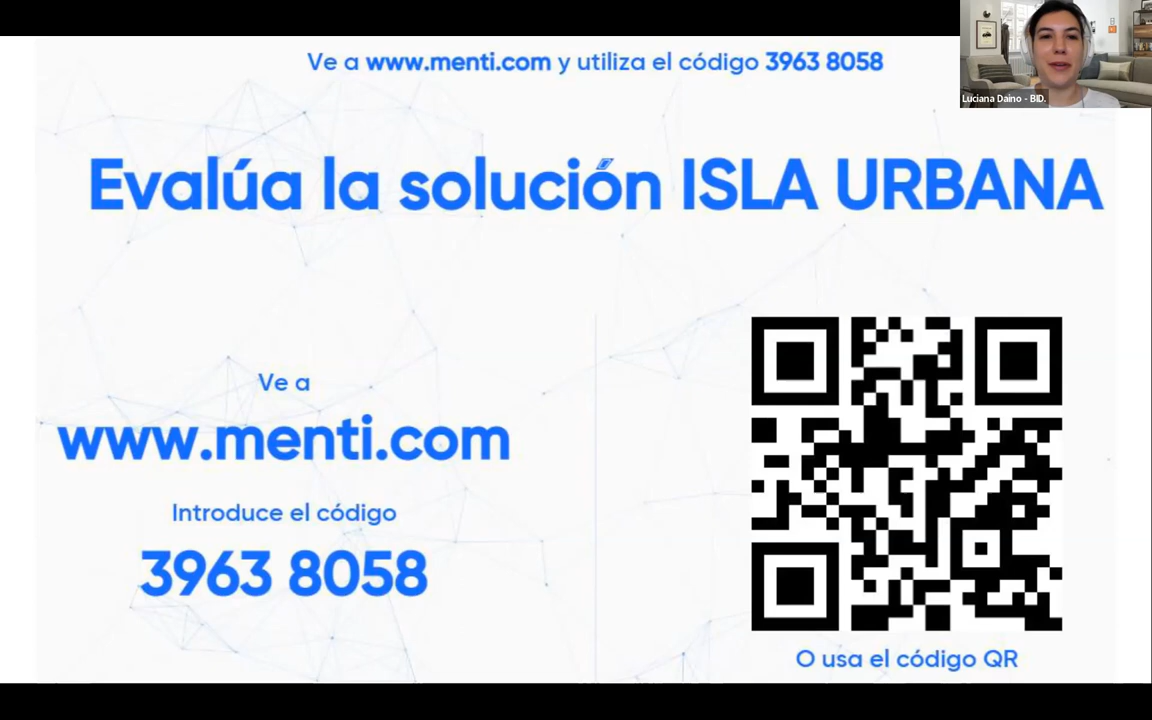 Ve a www.menti.com y utiliza el código 3963 8058
Luciana Daino - BID.
Evalúa la solución ISLA URBANA
Ve a
www.menti.com
Introduce el código
3963 8058
O usa el código QR